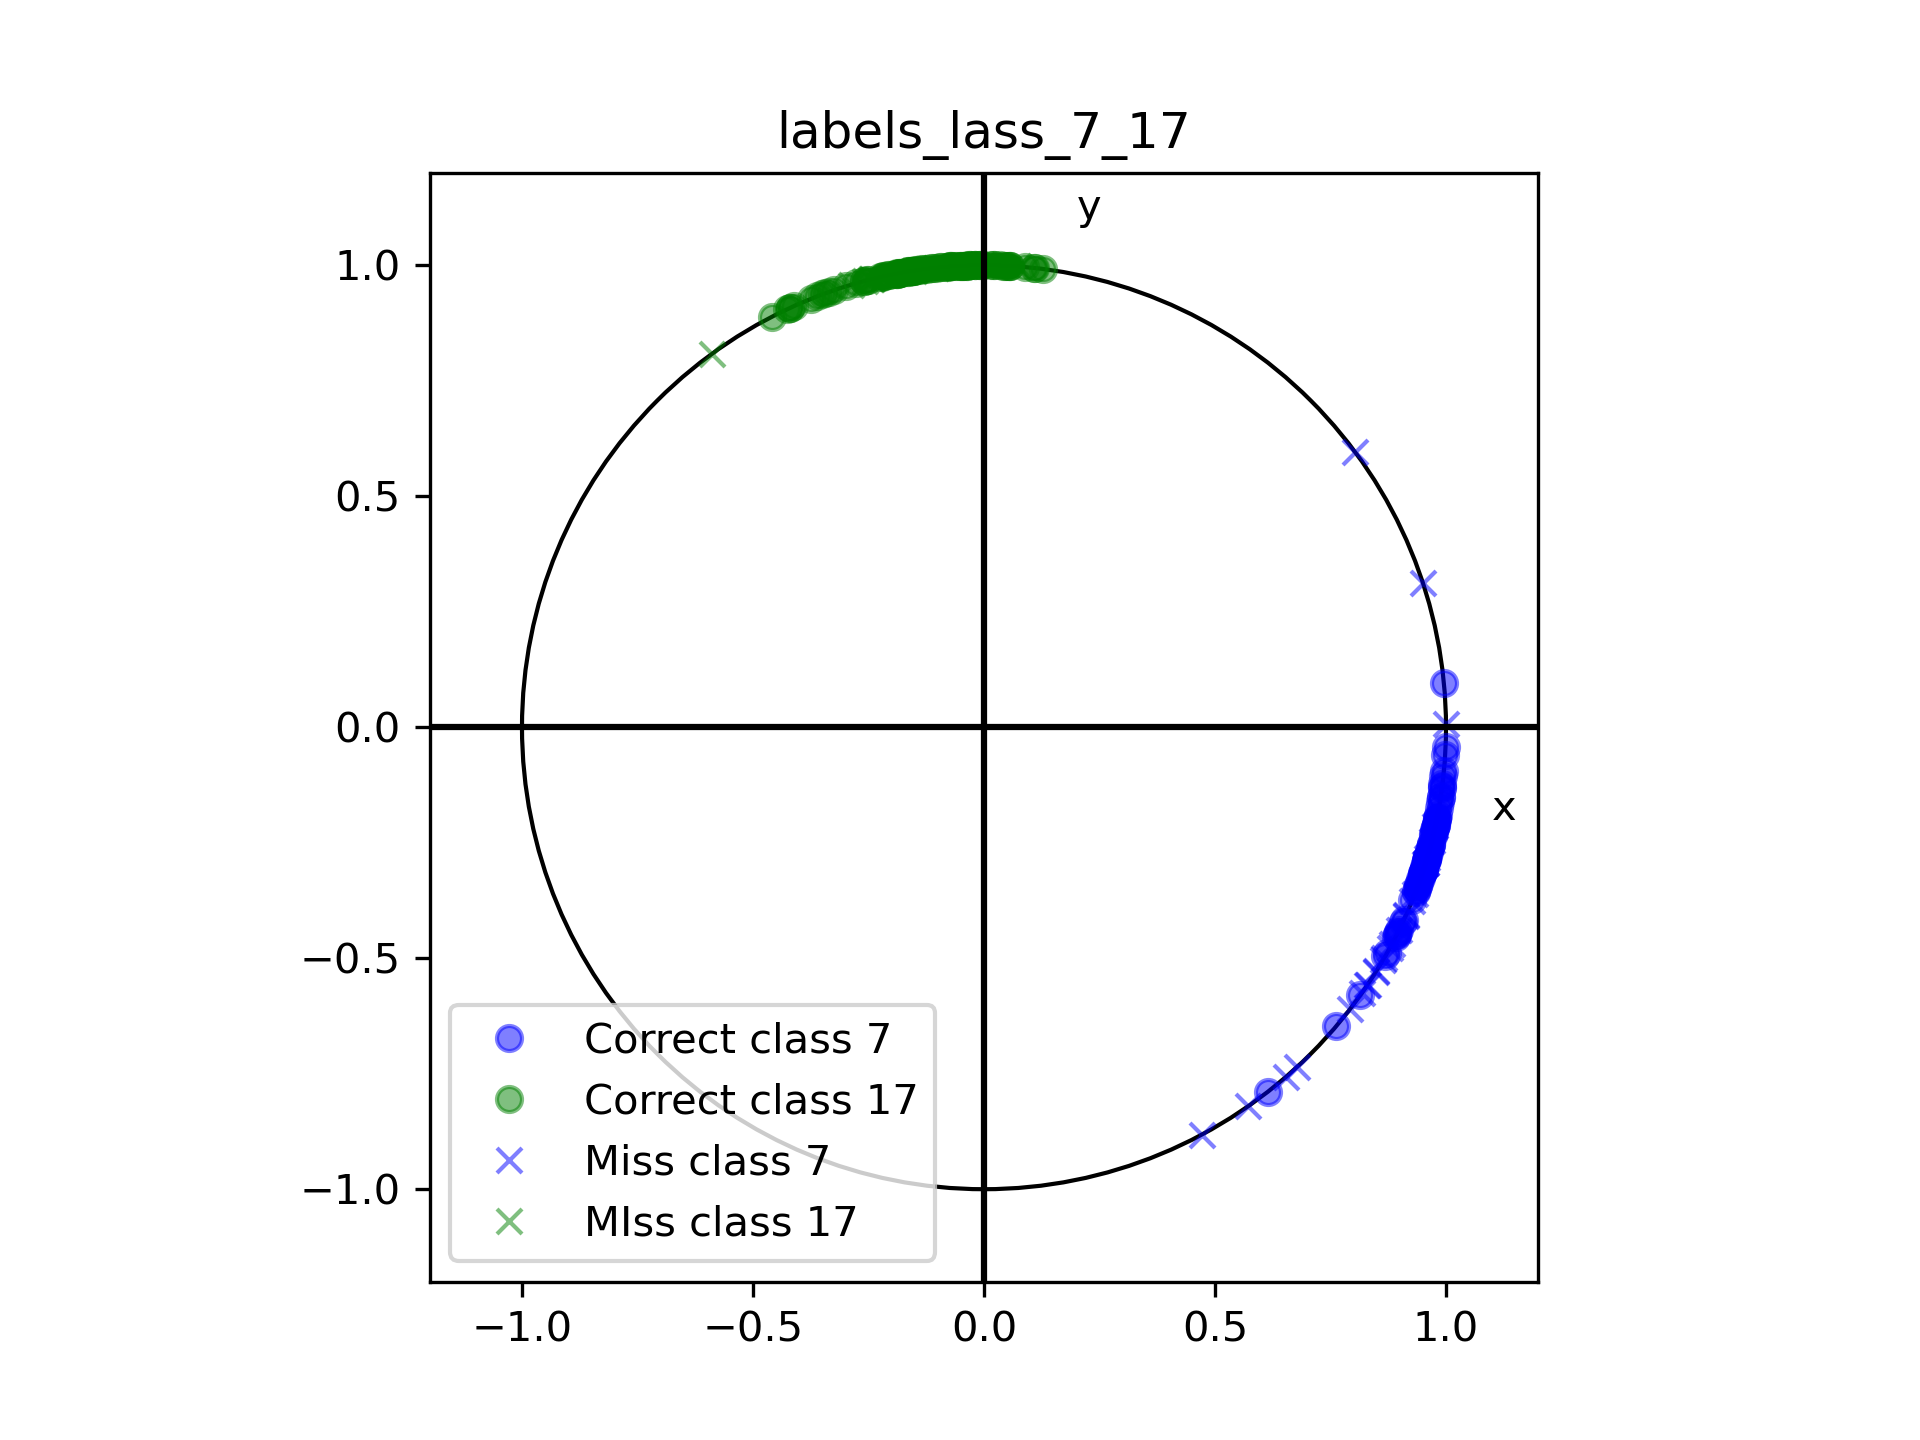 labels_lass_7_17
y
1.0
0.5
0.0
x
−0.5
−1.0
Correct class 7
Correct class 17
Miss class 7
MIss class 17
−1.0 −0.5 0.0 0.5 1.0